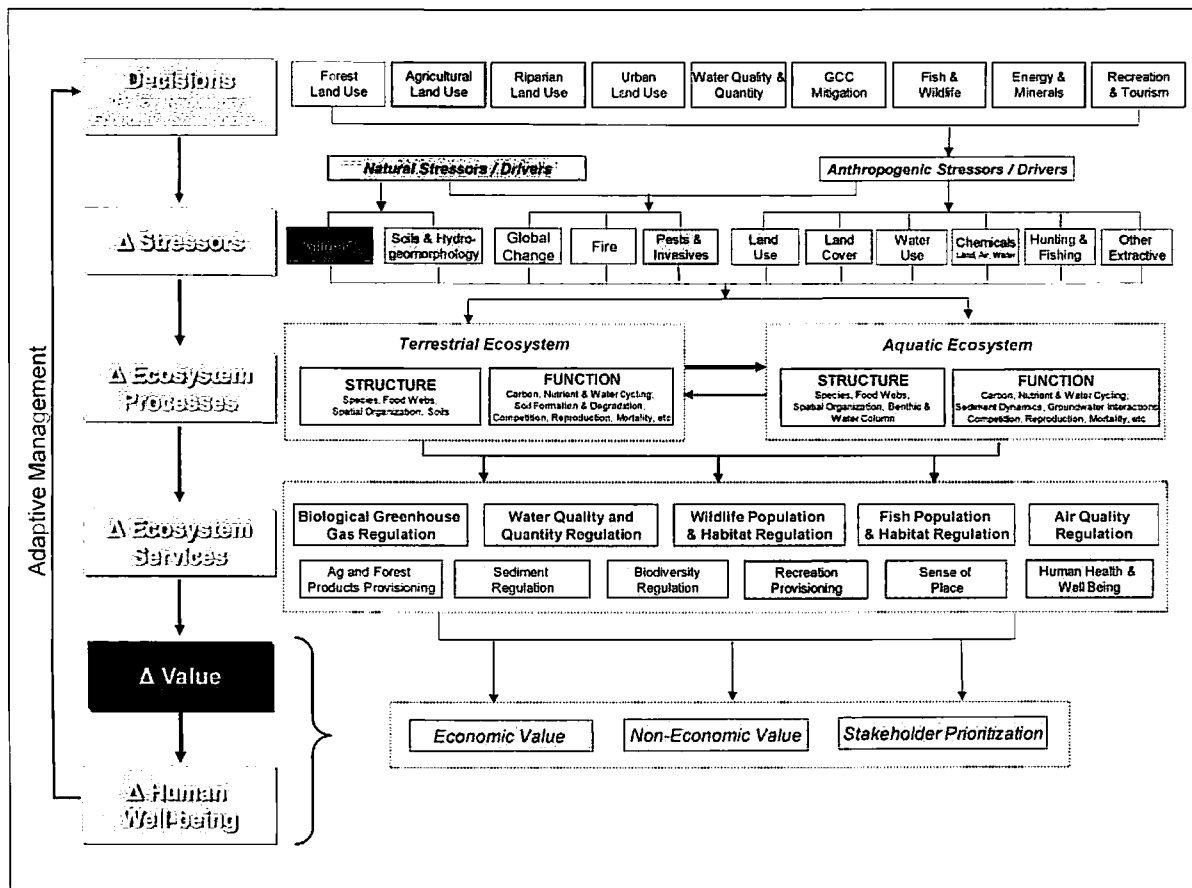 Decisions
Forest
Land Use
Agricultural
Land Use
Riparian
Land Use
Urban
Land Use
Water Quality &
Quantity
GCC
Mitigation
Fish &
Wildlife
Energy &
Minerals
Recreation
& Tourism
Natural Stressors / Drivers
Anthropogenic Stressors / Drivers
Δ Stressors
Soils & Hydro-
geomorphology
Global
Change
Fire
Pests &
Invasives
Land
Use
Land
Cover
Water
Use
Chemicals
Land, Air, Water
Hunting &
Fishing
Other
Extractive
Δ Ecosystem
Processes
Terrestrial Ecosystem
STRUCTURE
Species, Food Webs,
Spatial Organization, Soils
FUNCTION
Carbon, Nutrient & Water Cycling;
Soil Formation & Degradation,
Competition, Reproduction, Mortality, etc
Aquatic Ecosystem
STRUCTURE
Species, Food Webs,
Spatial Organization, Benthic &
Water Column
FUNCTION
Carbon, Nutrient & Water Cycling;
Sediment Dynamics, Groundwater Interactions
Competition, Reproduction, Mortality, etc
Adaptive Management
Δ Ecosystem
Services
Biological Greenhouse
Gas Regulation
Water Quality and
Quantity Regulation
Wildlife Population
& Habitat Regulation
Fish Population
& Habitat Regulation
Air Quality
Regulation
Ag and Forest
Products Provisioning
Sediment
Regulation
Biodiversity
Regulation
Recreation
Provisioning
Sense of
Place
Human Health &
Well Being
Δ Value
Economic Value
Non-Economic Value
Stakeholder Prioritization
Δ Human
Well-being